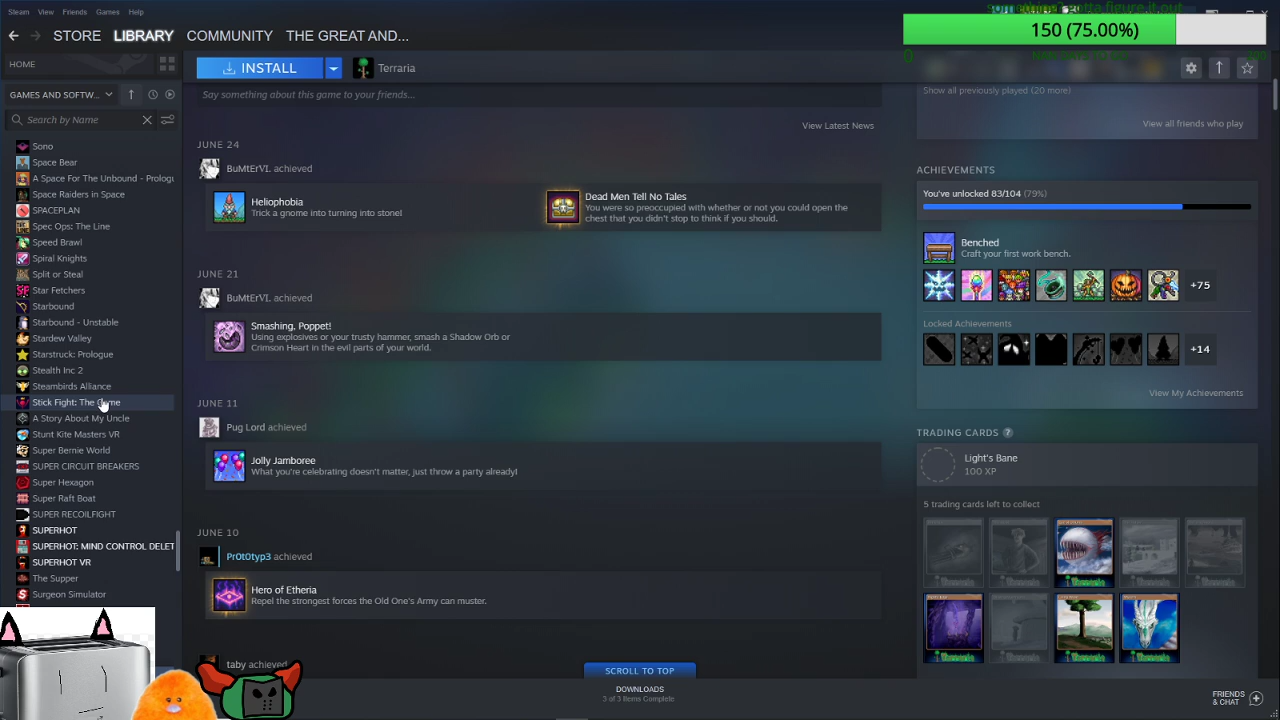 Steam View Friends Games Help
something? gotta figure it out
STORE LIBRARY COMMUNITY THE GREAT AND...
150 (75.00%)
0
HOME
INSTALL
Terraria
GAMES AND SOFTW...
Search by Name
Say something about this game to your friends...
View Latest News
Show all previously played (20 more)
View all friends who play
Sono
Space Bear
A Space For The Unbound - Prologu
Space Raiders in Space
SPACEPLAN
Spec Ops: The Line
Speed Brawl
Spiral Knights
Split or Steal
Star Fetchers
Starbound
Starbound - Unstable
Stardew Valley
Starstruck: Prologue
Stealth Inc 2
Steambirds Alliance
Stick Fight: The Game
A Story About My Uncle
Stunt Kite Masters VR
Super Bernie World
SUPER CIRCUIT BREAKERS
Super Hexagon
Super Raft Boat
SUPER RECOILFIGHT
SUPERHOT
SUPERHOT: MIND CONTROL DELET
SUPERHOT VR
The Supper
Surgeon Simulator
JUNE 24
BuMtErVL achieved
Heliophobia
Trick a gnome into turning into stone!
Dead Men Tell No Tales
You were so preoccupied with whether or not you could open the
chest that you didn't stop to think if you should.
JUNE 21
BuMtErVL achieved
Smashing, Poppet!
Using explosives or your trusty hammer, smash a Shadow Orb or
Crimson Heart in the evil parts of your world.
JUNE 11
Pug Lord achieved
Jolly Jamboree
What you're celebrating doesn't matter, just throw a party already!
JUNE 10
Pr0t0typ3 achieved
Hero of Etheria
Repel the strongest forces the Old One's Army can muster.
taby achieved
SCROLL TO TOP
DOWNLOADS
3 of 3 Items Complete
ACHIEVEMENTS
You've unlocked 83/104 (79%)
Benched
Craft your first work bench.
+75
Locked Achievements
+14
View My Achievements
TRADING CARDS ?
Light's Bane
100 XP
5 trading cards left to collect
FRIENDS
& CHAT